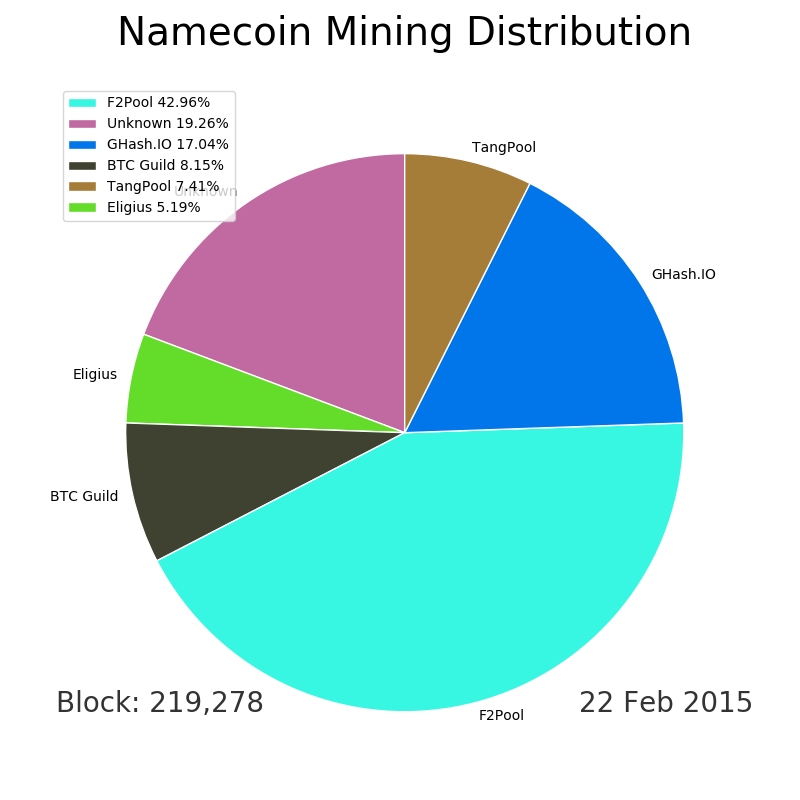 Namecoin Mining Distribution
F2Pool 42.96%
Unknown 19.26%
GHash.IO 17.04%
BTC Guild 8.15%
TangPool 7.41%
Eligius 5.19%
Unknown
TangPool
GHash.IO
Eligius
BTC Guild
F2Pool
Block: 219,278
22 Feb 2015